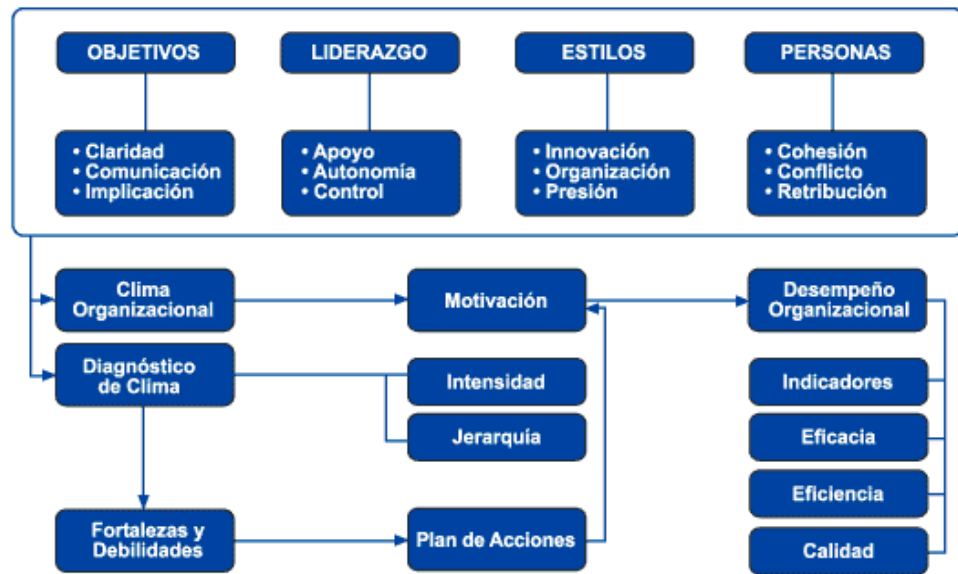 OBJETIVOS
LIDERAZGO
ESTILOS
PERSONAS
• Claridad
• Comunicación
• Implicación
• Apoyo
• Autonomía
• Control
• Innovación
• Organización
• Presión
• Cohesión
• Conflicto
• Retribución
Clima
Organizacional
Motivación
Desempeño
Organizacional
Diagnóstico
de Clima
Intensidad
Indicadores
Jerarquía
Eficacia
Eficiencia
Fortalezas y
Debilidades
Plan de Acciones
Calidad